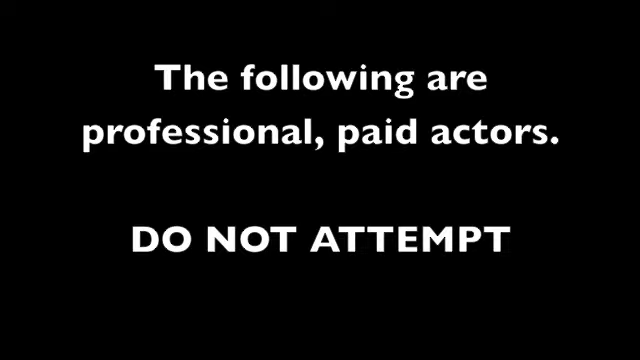 The following are
professional, paid actors.
DO NOT ATTEMPT